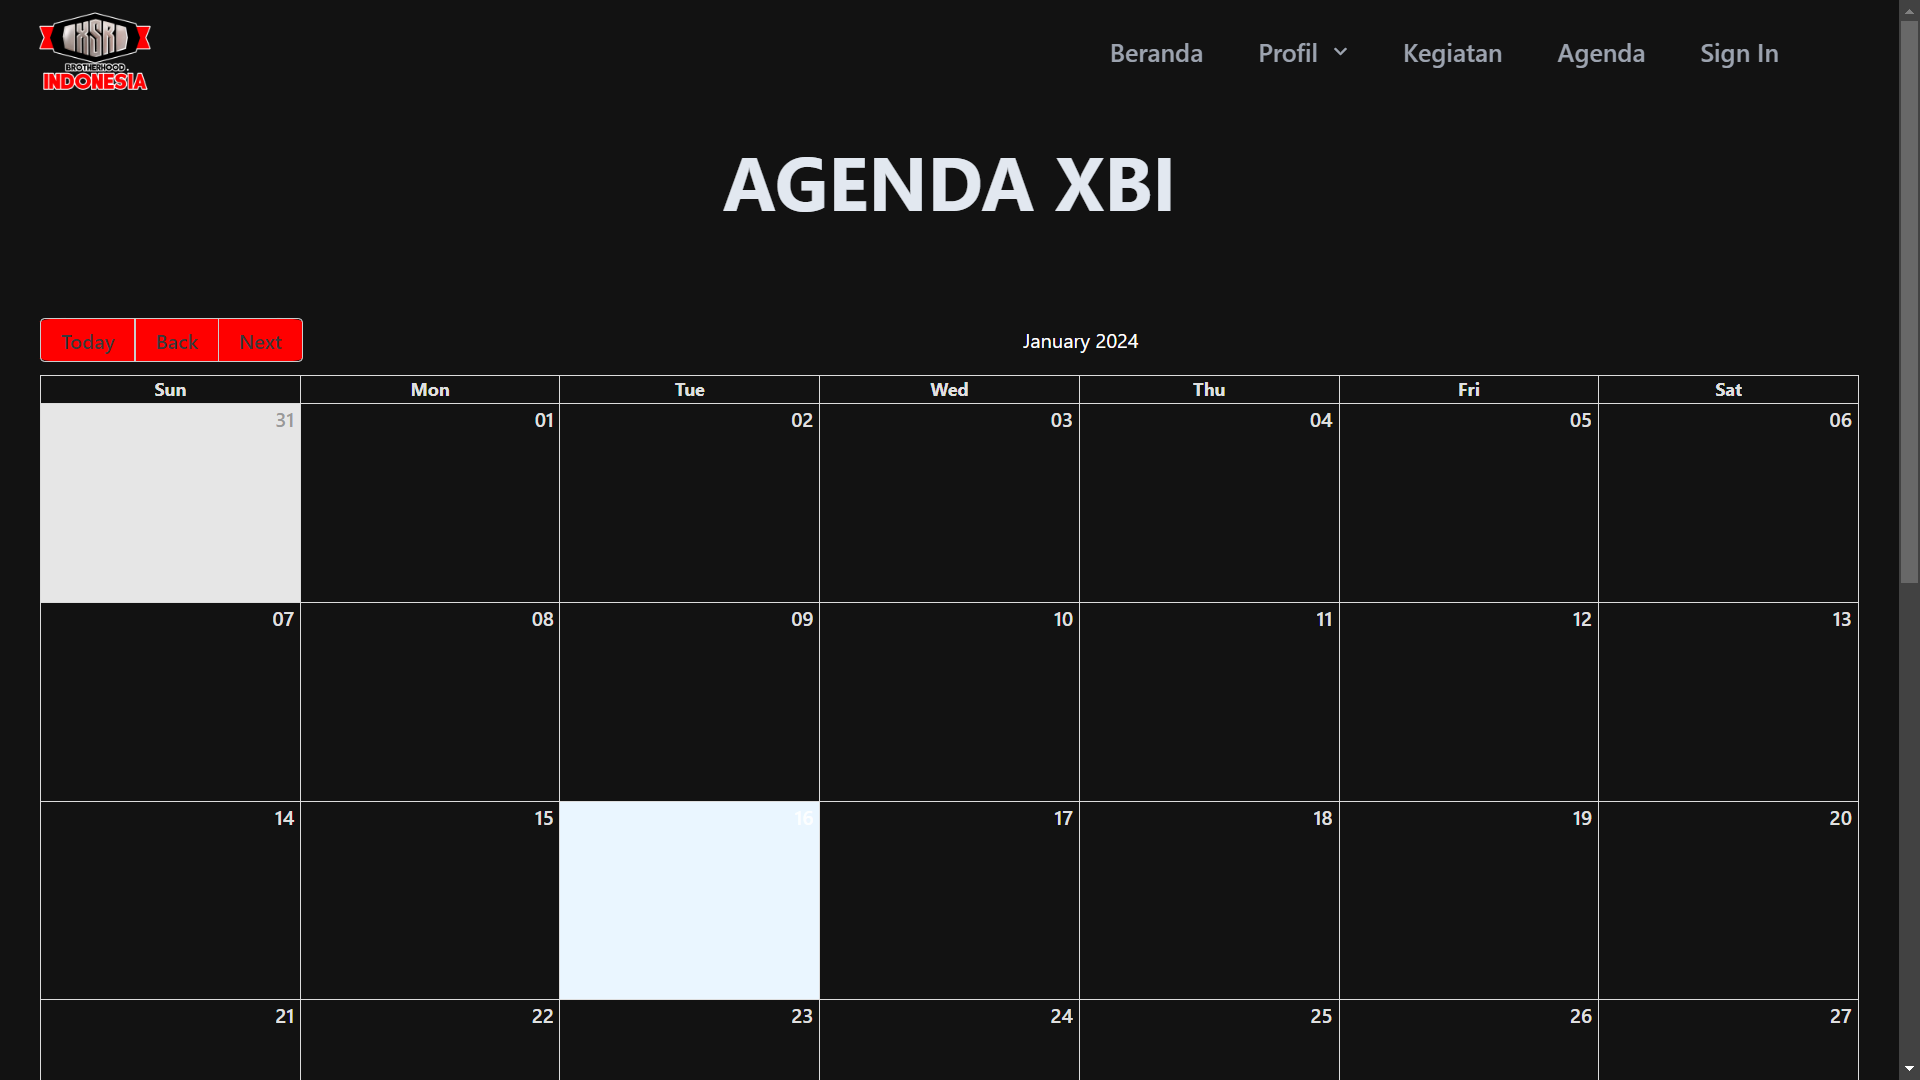 XSR
BROTHERHOOD
INDONESIA
Beranda Profil Kegiatan Agenda Sign In
AGENDA XBI
Today Back Next
January 2024
Sun Mon Tue Wed Thu Fri Sat
31 01 02 03 04 05 06
07 08 09 10 11 12 13
14 15 16 17 18 19 20
21 22 23 24 25 26 27